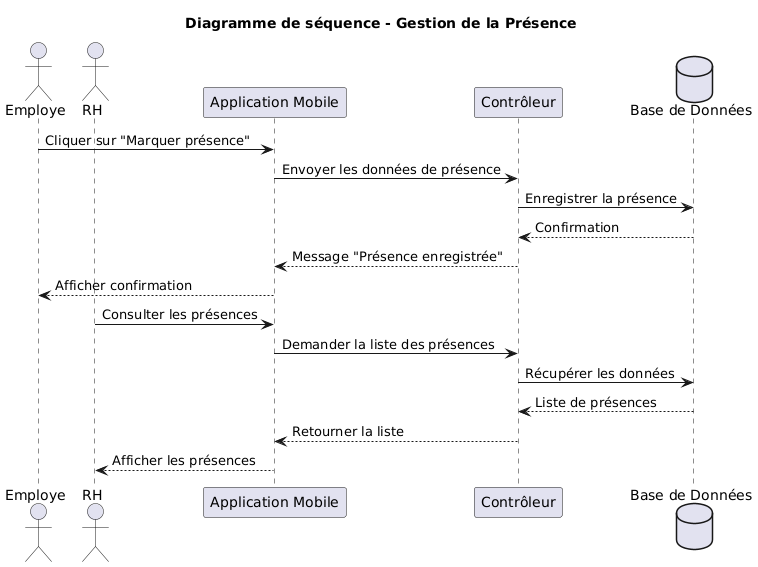 Diagramme de séquence - Gestion de la Présence
Employe
RH
Application Mobile
Contrôleur
Base de Données
Cliquer sur "Marquer présence"
Envoyer les données de présence
Enregistrer la présence
Confirmation
Message "Présence enregistrée"
Afficher confirmation
Consulter les présences
Demander la liste des présences
Récupérer les données
Liste de présences
Retourner la liste
Afficher les présences
Employe
RH
Application Mobile
Contrôleur
Base de Données